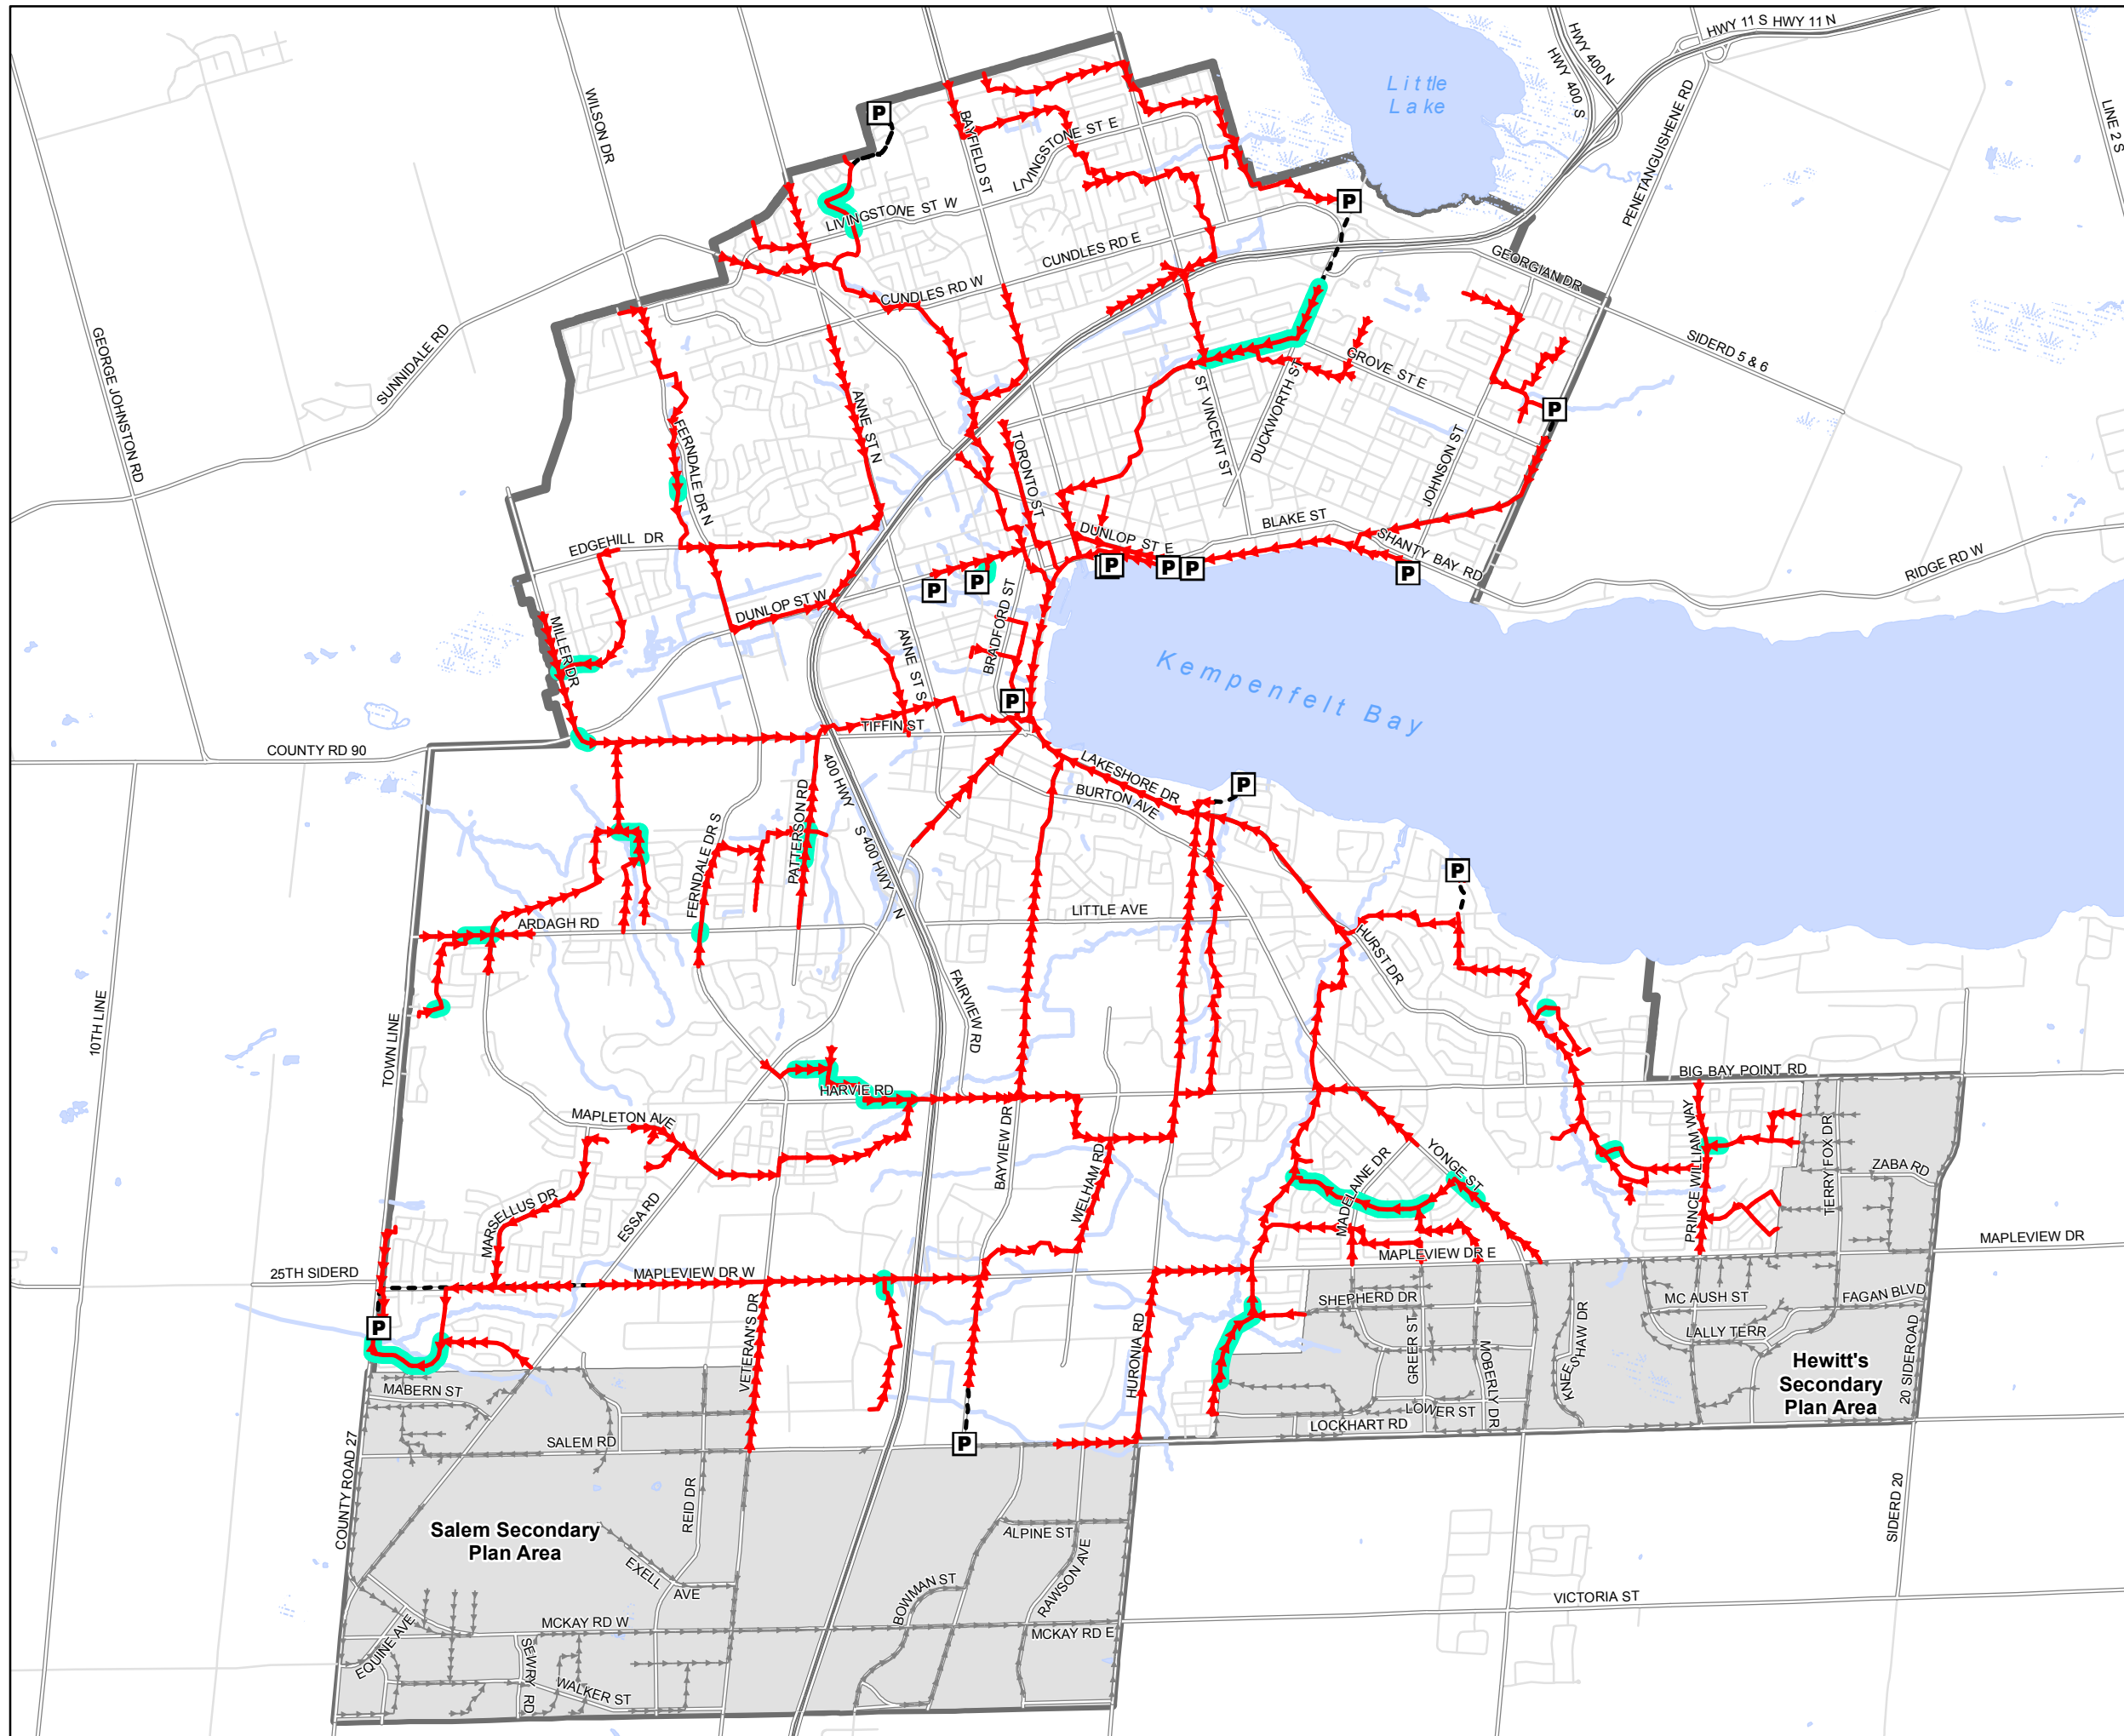 HWY 11 S HWY 11 N
HWY 400 N
HWY 400 S
Little
Lake
PENETANGUISHENE RD
LINE 2 S
WILSON DR
BAYFIELD ST
LIVINGSTONE ST E
P
P
LIVINGSTONE ST W
CUNDLES RD E
CUNDLES RD W
GEORGIAN DR
SIDERD 5 & 6
SUNNIDALE RD
GEORGE JOHNSTON RD
ANNE ST N
FERNDALE DR N
TORONTO ST
ST VINCENT ST
DUCKWORTH ST
GROVE ST E
JOHNSON ST
P
EDGEHILL DR
DUNLOP ST E
BLAKE ST
SHANTY BAY RD
RIDGE RD W
P
P
P
P
P
P
DUNLOP ST W
BRADFORD ST
MILLER DR
ANNE ST S
P
Kempenfelt Bay
TIFFIN ST
COUNTY RD 90
400 HWY
S 400 HWY N
PATTERSON RD
FERNDALE DR S
LAKESHORE DR
BURTON AVE
P
P
LITTLE AVE
ARDAGH RD
HURST DR
10TH LINE
TOWN LINE
FAIRVIEW RD
HARVIE RD
BIG BAY POINT RD
MAPLETON AVE
BAYVIEW DR
WELHAM RD
YONGE ST
MADELAINE DR
PRINCE WILLIAM WAY
TERRY FOX DR
ZABA RD
MARSELLUS DR
ESSA RD
MAPLEVIEW DR E
MAPLEVIEW DR
25TH SIDERD
MAPLEVIEW DR W
P
VETERAN'S DR
HURONIA RD
SHEPHERD DR
GREER ST
MOBERLY DR
KNEESHAW DR
MC AUSH ST
FAGAN BLVD
LALLY TERR
Hewitt's
Secondary
Plan Area
20 SIDEROAD
MABERN ST
LOWER ST
LOCKHART RD
SALEM RD
P
COUNTY ROAD 27
REID DR
Salem Secondary
Plan Area
EXELL AVE
ALPINE ST
BOWMAN ST
RAWSON AVE
SIDERD 20
VICTORIA ST
MCKAY RD W
MCKAY RD E
EQUINE AVE
SEWRY RD
WALKER ST